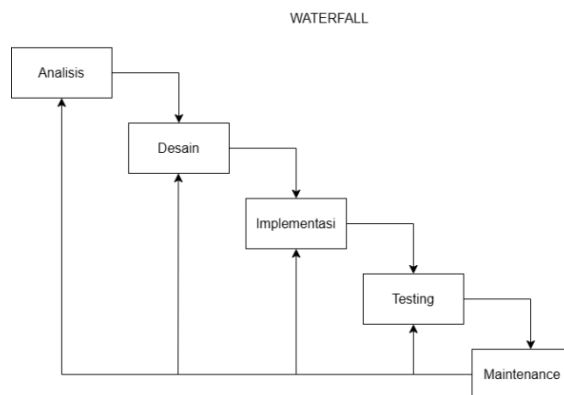 WATERFALL
Analisis
Desain
Implementasi
Testing
Maintenance